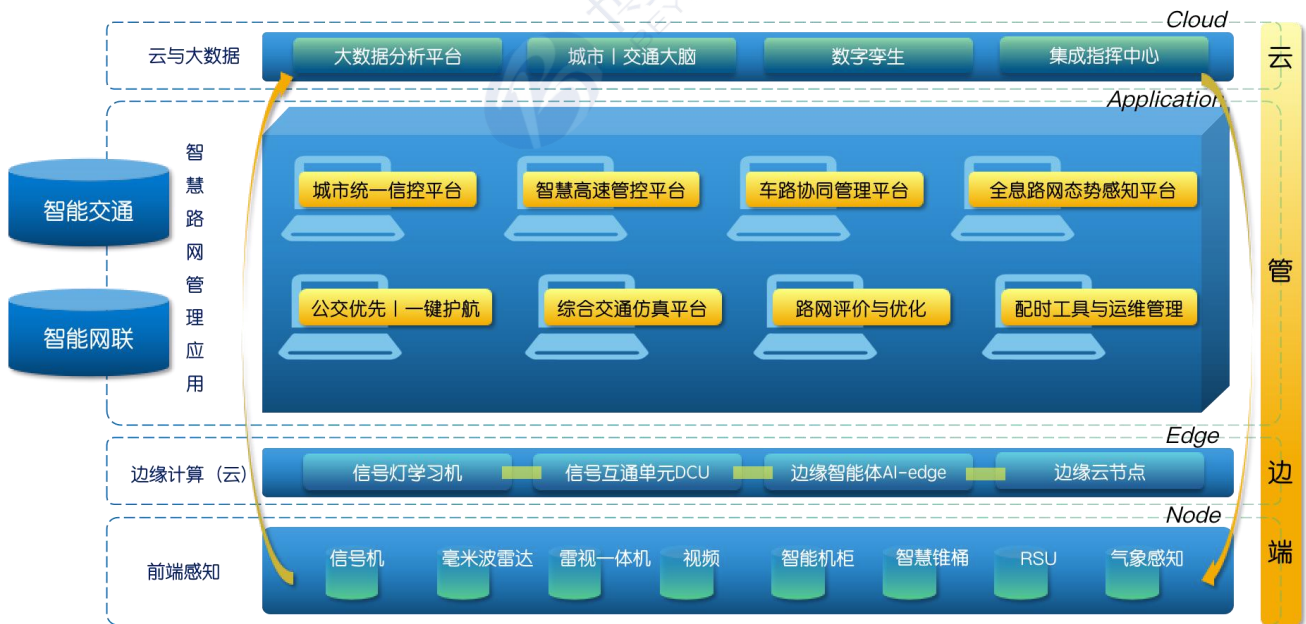 Cloud
云与大数据
大数据分析平台
城市｜交通大脑
数字孪生
集成指挥中心
云
Application
智能交通
智能网联
智慧路网管理应用
城市统一信控平台
智慧高速管控平台
车路协同管理平台
全息路网态势感知平台
公交优先｜一键护航
综合交通仿真平台
路网评价与优化
配时工具与运维管理
管
Edge
边缘计算（云）
信号灯学习机
信号互通单元DCU
边缘智能体AI-edge
边缘云节点
边
Node
前端感知
信号机
毫米波雷达
雷视一体机
视频
智能机柜
智慧锥桶
RSU
气象感知
端